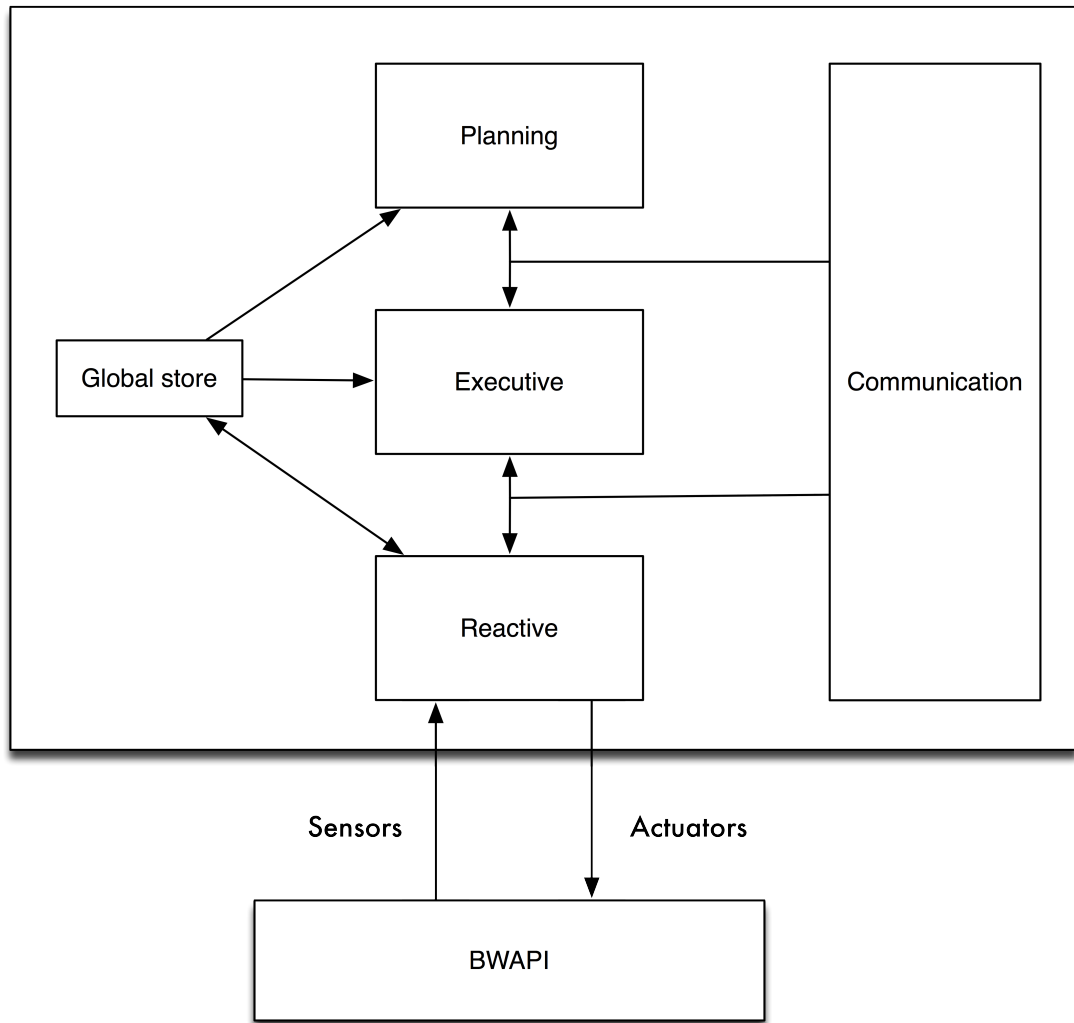 Planning
Global store
Executive
Communication
Reactive
Sensors
Actuators
BWAPI